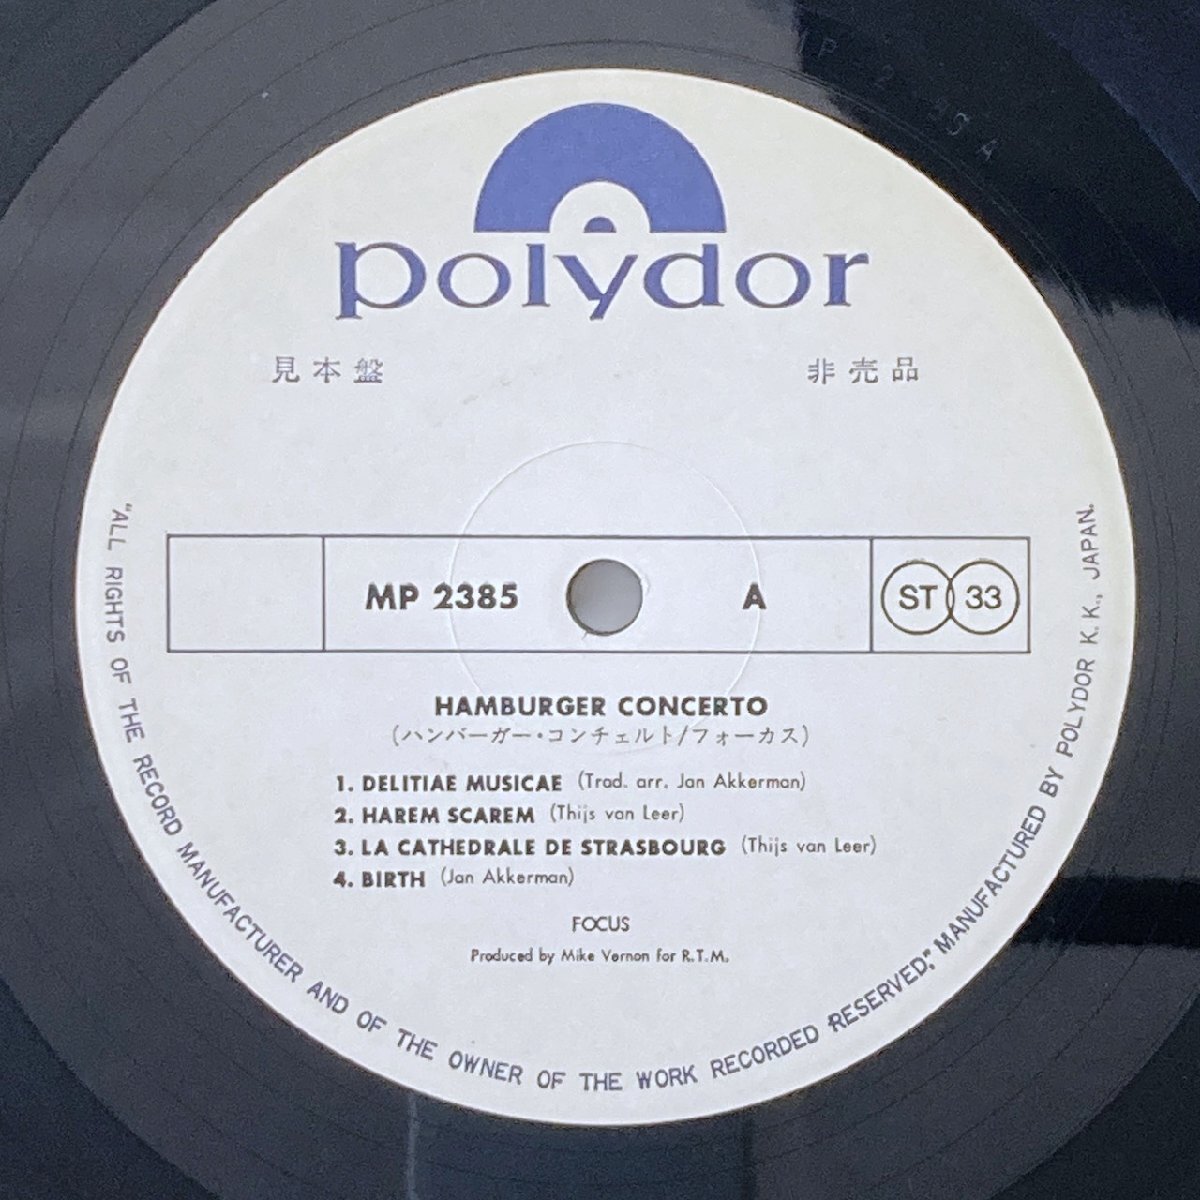 polydor
見本盤 非売品
MP 2385 A ST 33
HAMBURGER CONCERTO
(ハンバーガー・コンチェルト/フォーカス)
1. DELITIAE MUSICAE (Trad. arr. Jan Akkerman)
2. HAREM SCAREM (Thijs van Leer)
3. LA CATHEDRALE DE STRASBOURG (Thijs van Leer)
4. BIRTH (Jan Akkerman)
FOCUS
Produced by Mike Vernon for R.T.M.
"ALL RIGHTS OF THE RECORD MANUFACTURER AND OF THE OWNER OF THE WORK RECORDED RESERVED." MANUFACTURED BY POLYDOR K.K., JAPAN.